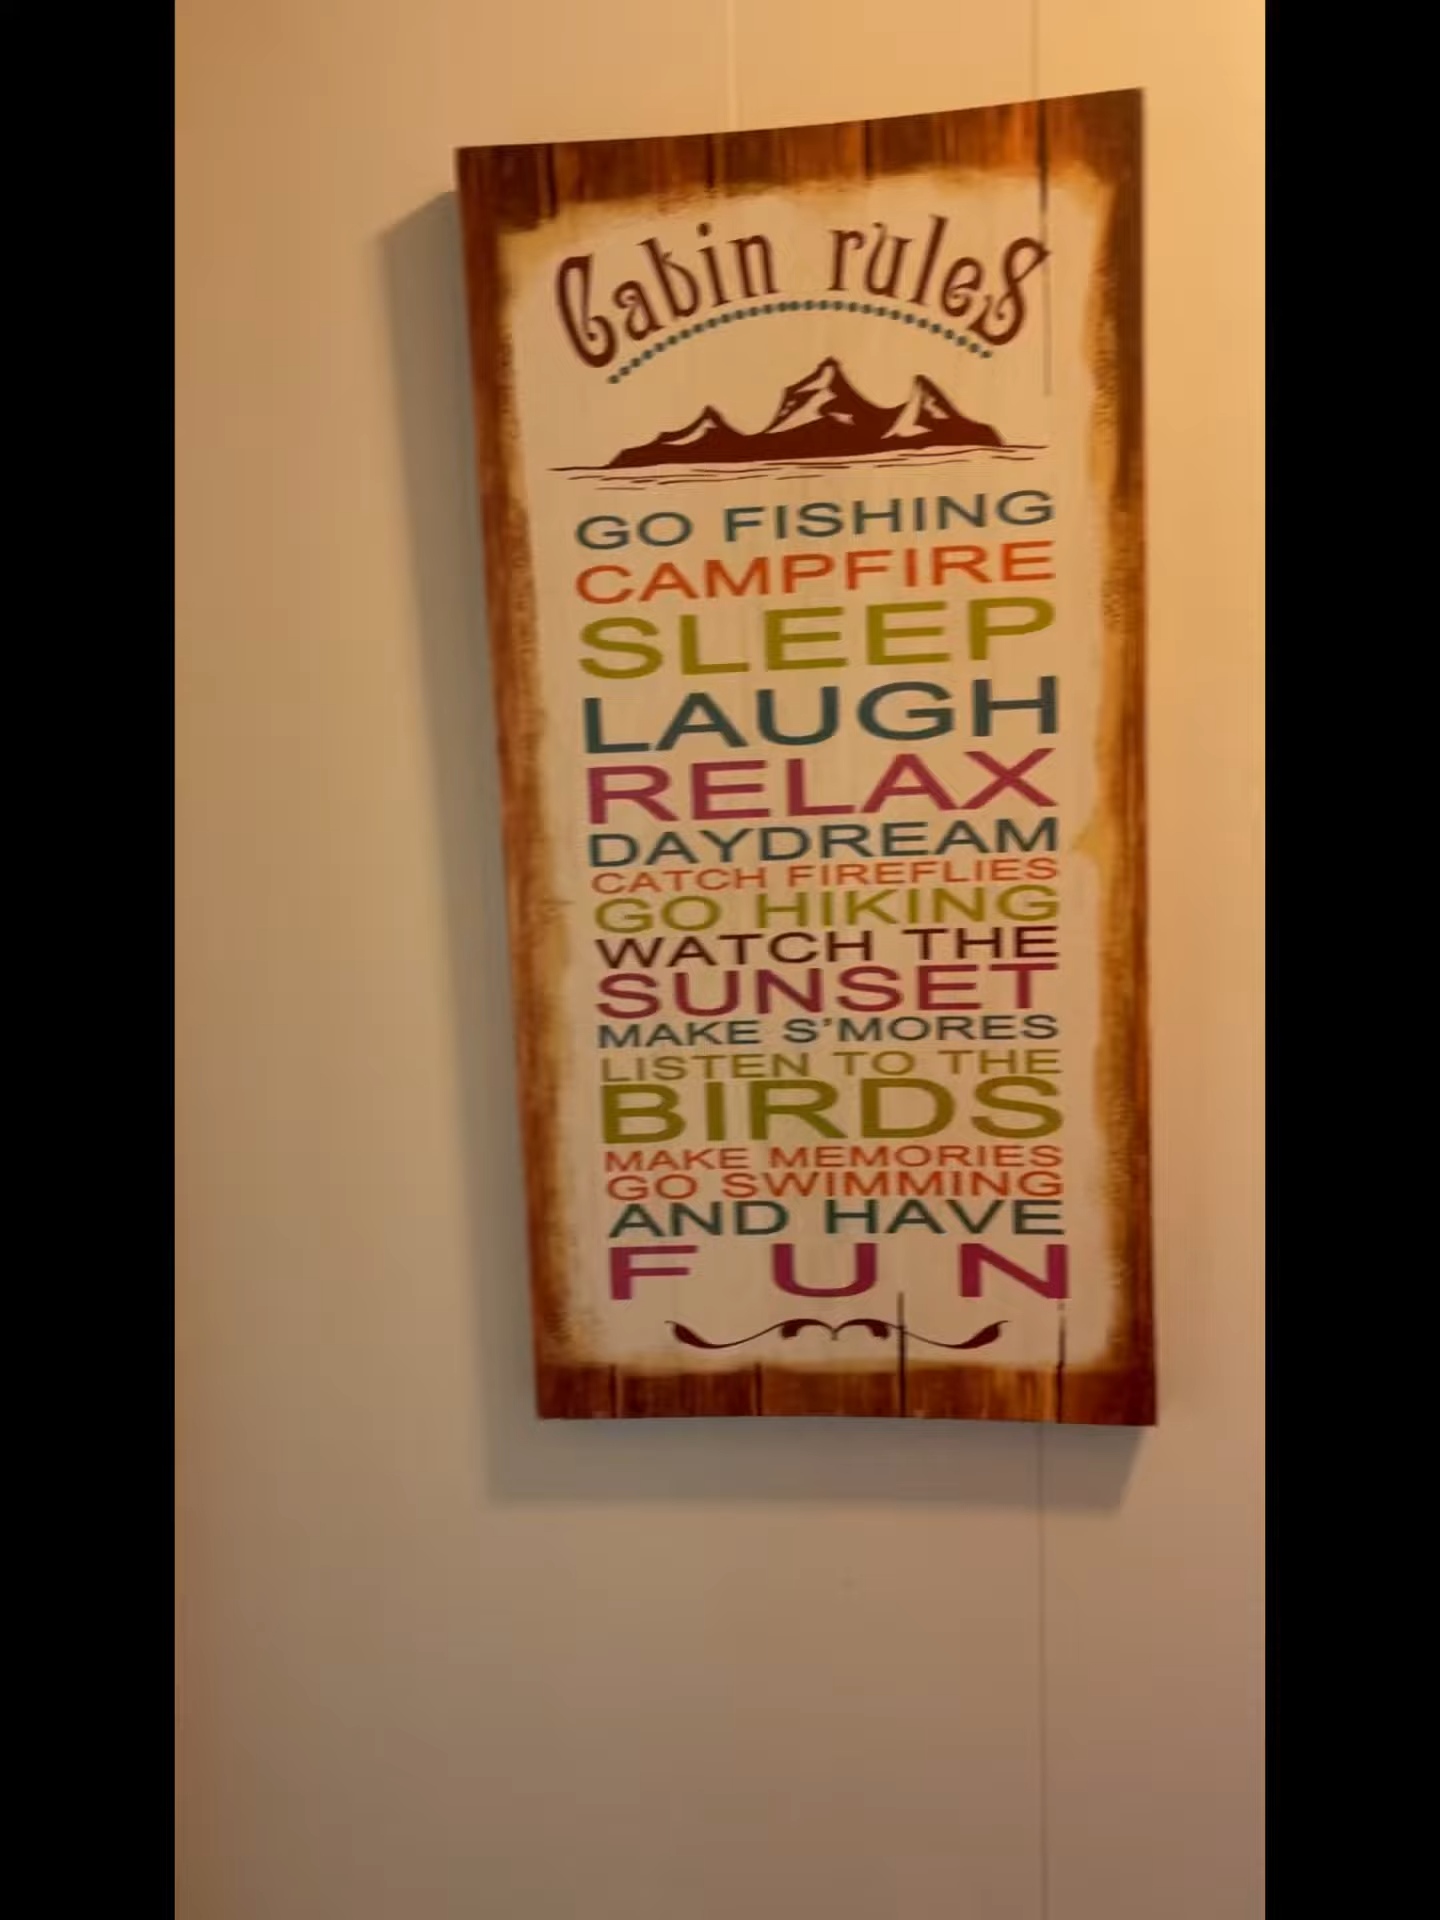 Cabin rules
GO FISHING
CAMPFIRE
SLEEP
LAUGH
RELAX
DAYDREAM
CATCH FIREFLIES
GO HIKING
WATCH THE
SUNSET
MAKE S'MORES
LISTEN TO THE
BIRDS
MAKE MEMORIES
GO SWIMMING
AND HAVE
FUN